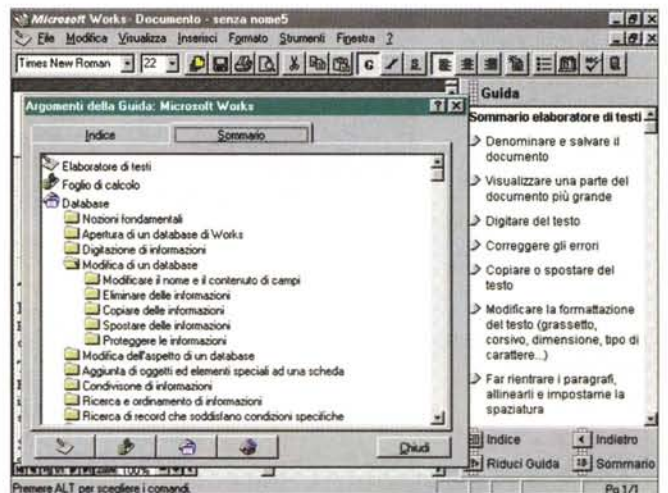 Microsoft Works- Documento - senza nome5
File Modifica Visualizza Inserisci Formato Strumenti Finestra ?
Times New Roman 22 G / S
Argomenti della Guida: Microsoft Works
Indice Sommario
Elaboratore di testi
Foglio di calcolo
Database
Nozioni fondamentali
Apertura di un database di Works
Digitazione di informazioni
Modifica di un database
Modificare il nome e il contenuto di campi
Eliminare delle informazioni
Copiare delle informazioni
Spostare delle informazioni
Proteggere le informazioni
Modifica dell'aspetto di un database
Aggiunta di oggetti ed elementi speciali ad una scheda
Condivisone di informazioni
Ricerca e ordinamento di informazioni
Ricerca di record che soddisfano condizioni specifiche
Chiudi
Guida
Sommario elaboratore di testi
Denominare e salvare il
documento
Visualizzare una parte del
documento più grande
Digitare del testo
Correggere gli errori
Copiare o spostare del
testo
Modificare la formattazione
del testo (grassetto,
corsivo, dimensione, tipo di
carattere...)
Far rientrare i paragrafi,
allinearli e impostarne la
spaziatura
Indice Indietro
Riduci Guida Sommario
100%
Premere ALT per scegliere i comandi. Pg 1/1